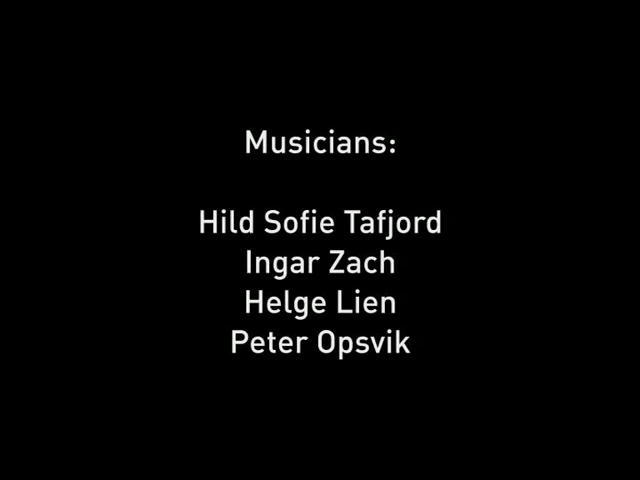 Musicians:
Hild Sofie Tafjord
Ingar Zach
Helge Lien
Peter Opsvik